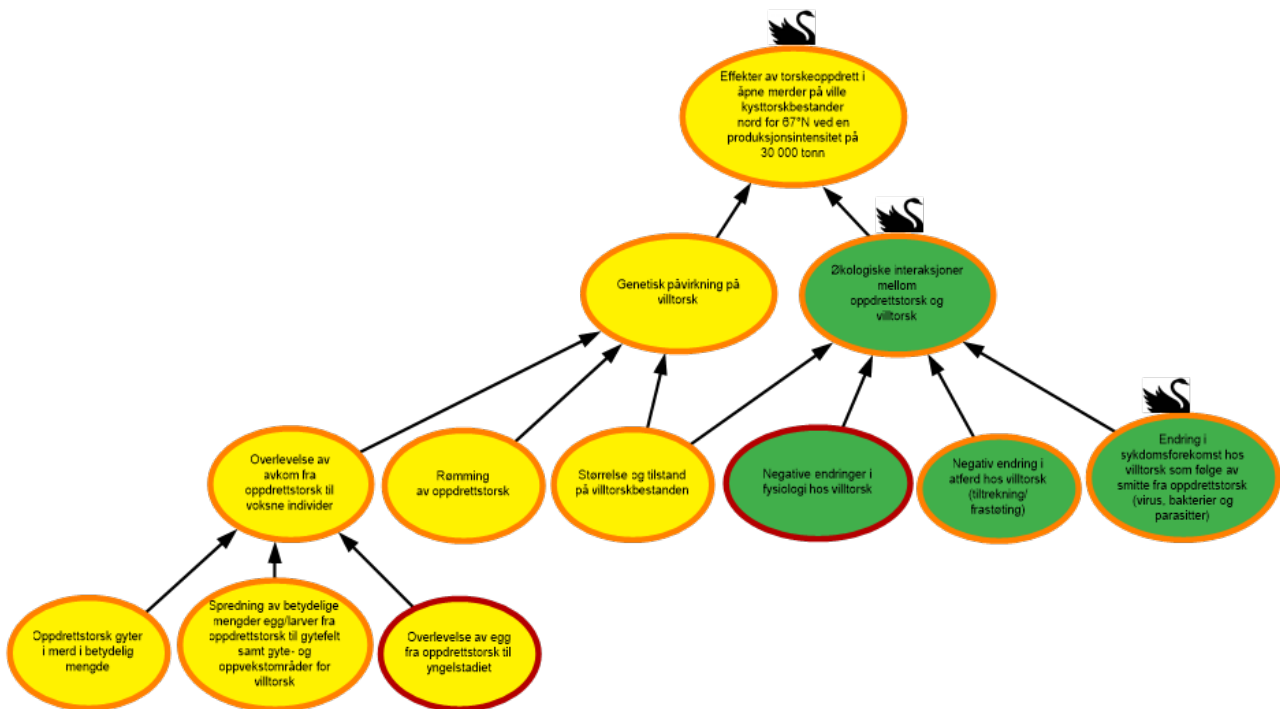 Effekter av torskeoppdrett i
åpne merder på ville
kysttorskbestander
nord for 67°N ved en
produksjonsintensitet på
30 000 tonn
Genetisk påvirkning på
villtorsk
Økologiske interaksjoner
mellom
oppdrettstorsk og
villtorsk
Overlevelse av
avkom fra
oppdrettstorsk til
voksne individer
Rømming
av oppdrettstorsk
Størrelse og tilstand
på villtorskbestanden
Negative endringer i
fysiologi hos villtorsk
Negativ endring i
atferd hos villtorsk
(tiltrekning/
frastøting)
Endring i
sykdomsforekomst hos
villtorsk som følge av
smitte fra oppdrettstorsk
(virus, bakterier og
parasitter)
Oppdrettstorsk gyter
i merd i betydelig
mengde
Spredning av betydelige
mengder egg/larver fra
oppdrettstorsk til gytefelt
samt gyte- og
oppvekstområder for
villtorsk
Overlevelse av egg
fra oppdrettstorsk til
yngelstadiet